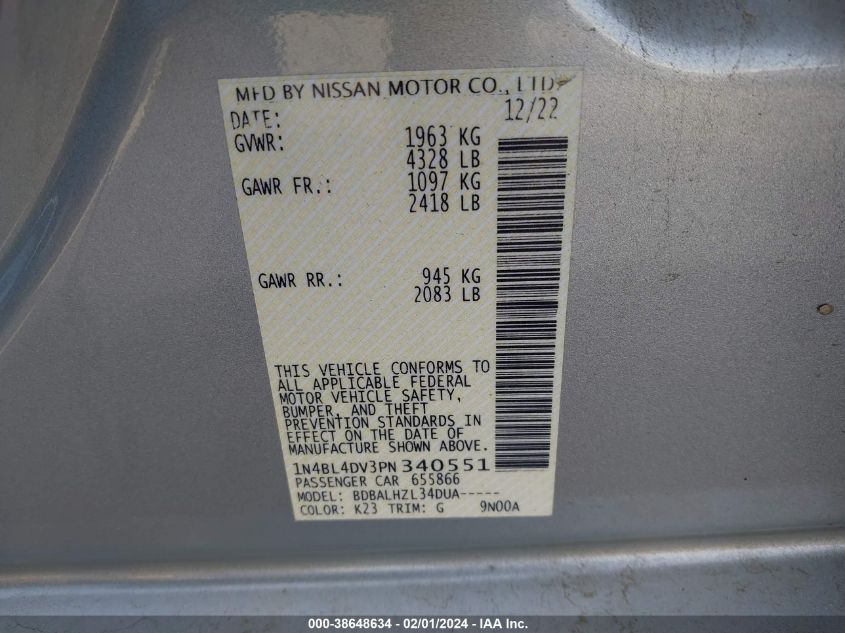 MFD BY NISSAN MOTOR CO., LTD.
DATE: 12/22
GVWR: 1963 KG
4328 LB
GAWR FR.: 1097 KG
2418 LB
GAWR RR.: 945 KG
2083 LB
THIS VEHICLE CONFORMS TO
ALL APPLICABLE FEDERAL
MOTOR VEHICLE SAFETY,
BUMPER, AND THEFT
PREVENTION STANDARDS IN
EFFECT ON THE DATE OF
MANUFACTURE SHOWN ABOVE.
1N4BL4DV3PN340551
PASSENGER CAR 655866
MODEL: BDBALHZL34DUA-----
COLOR: K23 TRIM: G 9N00A
000-38648634 - 02/01/2024 - IAA Inc.